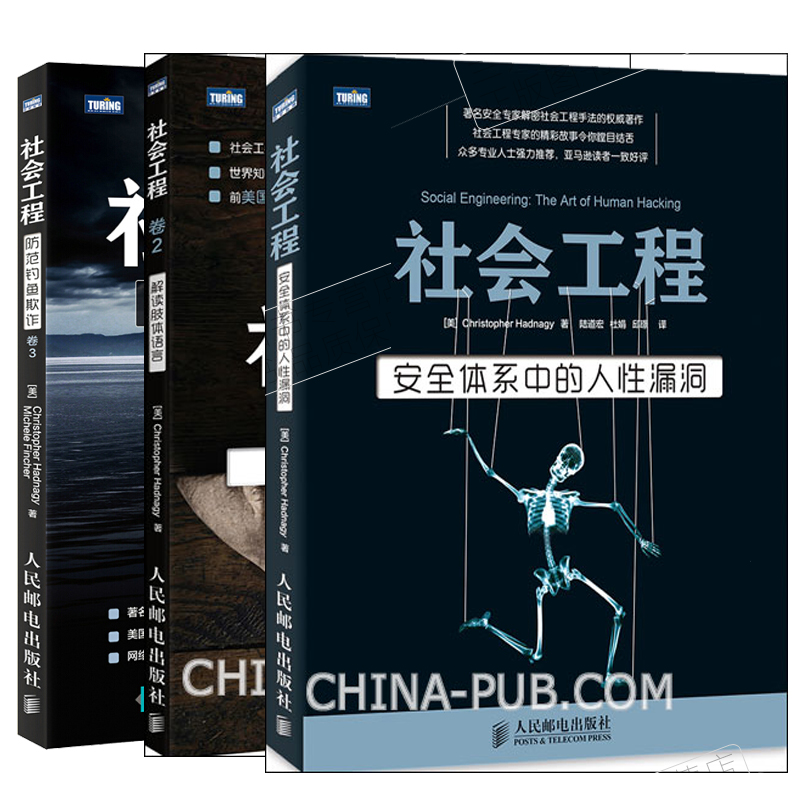 TURING
社会工程
防范钓鱼欺诈
卷3
[美] Christopher Hadnagy
Michele Fincher
著
人民邮电出版社
著名
美国
网络
TURING
社会工程
卷2
解读肢体语言
[美] Christopher Hadnagy 著
人民邮电出版社
社会工
世界知
前美国
CHIN
TURING
社会工程
安全体系中的人性漏洞
[美] Christopher Hadnagy 著
人民邮电出版社
著名安全专家解密社会工程手法的权威著作
社会工程专家的精彩故事令你瞠目结舌
众多专业人士强力推荐,亚马逊读者一致好评
Social Engineering: The Art of Human Hacking
社会工程
[美] Christopher Hadnagy 著 陆道宏 杜娟 邱璟 译
安全体系中的人性漏洞
CHINA-PUB.COM
人民邮电出版社
POSTS & TELECOM PRESS